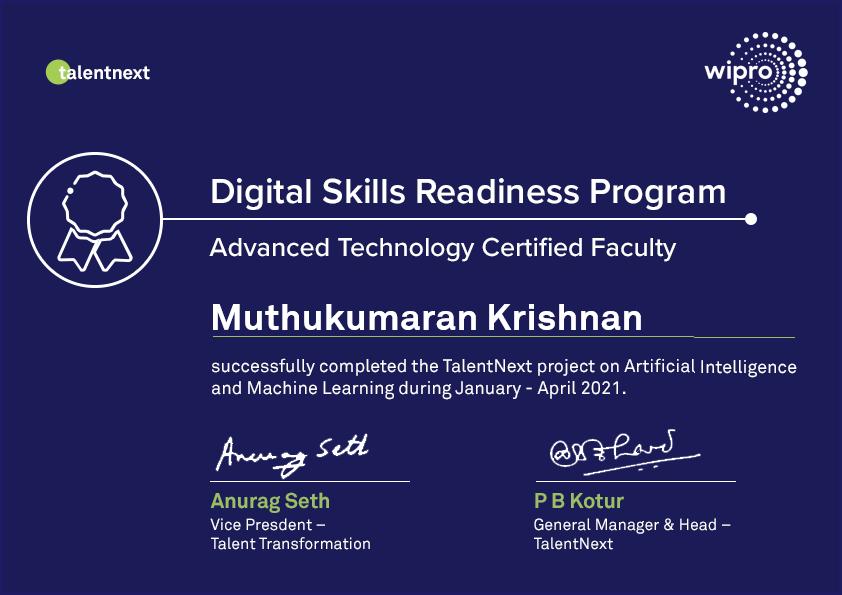 talentnext
wipro
Digital Skills Readiness Program
Advanced Technology Certified Faculty
Muthukumaran Krishnan
successfully completed the TalentNext project on Artificial Intelligence
and Machine Learning during January - April 2021.
Anurag Seth
Anurag Seth
P B Kotur
Vice Presdent –
General Manager & Head –
Talent Transformation
TalentNext